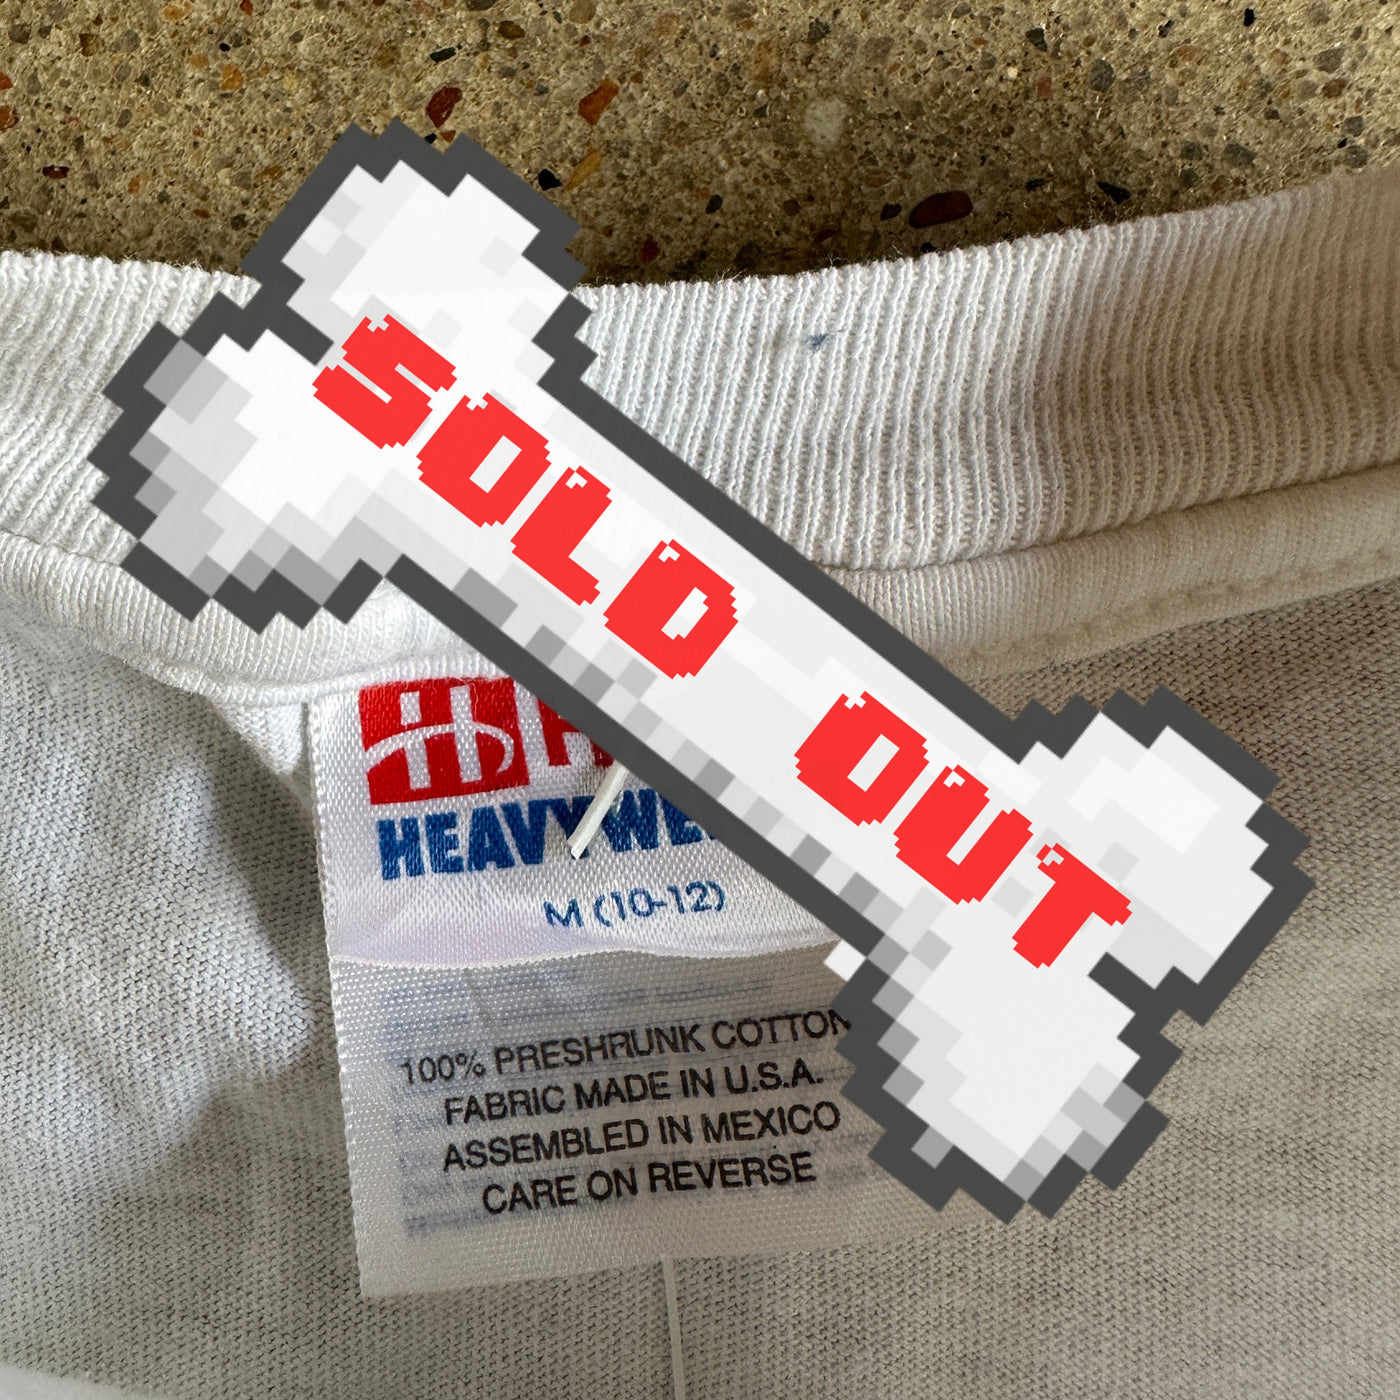 SOLD OUT
HEAVYWE
M (10-12)
100% PRESHRUNK COTTON
FABRIC MADE IN U.S.A.
ASSEMBLED IN MEXICO
CARE ON REVERSE